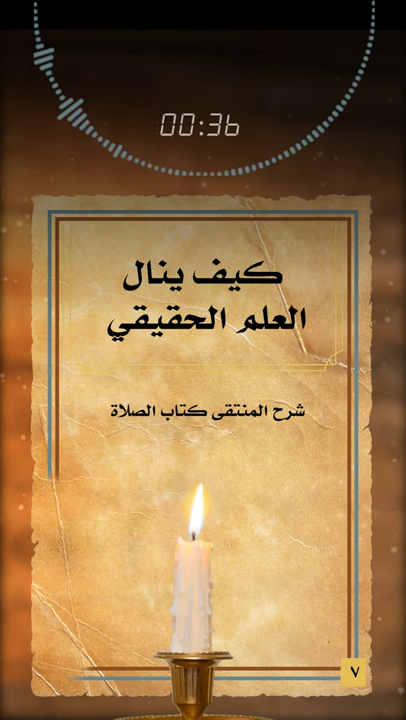 00:36
كيف ينال
العلم الحقيقي
شرح المنتقى كتاب الصلاة
٧